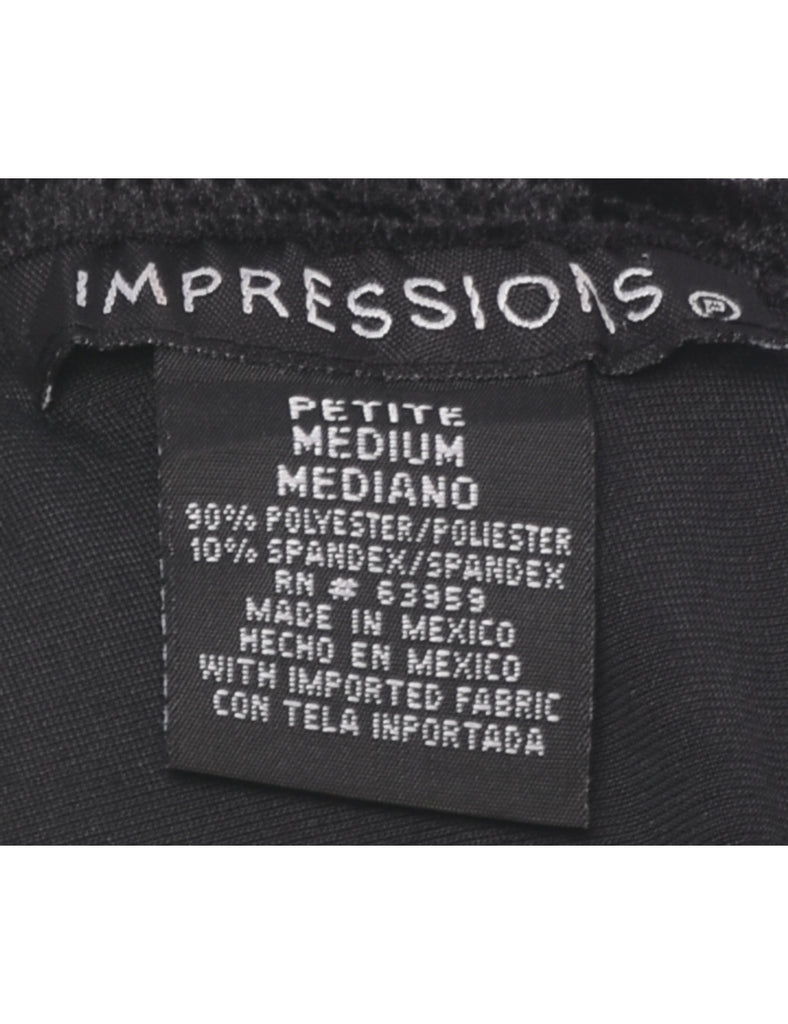 IMPRESSIONS Ⓟ
PETITE
MEDIUM
MEDIANO
90% POLYESTER/POLIESTER
10% SPANDEX/SPANDEX
RN # 63959
MADE IN MEXICO
HECHO EN MEXICO
WITH IMPORTED FABRIC
CON TELA INPORTADA